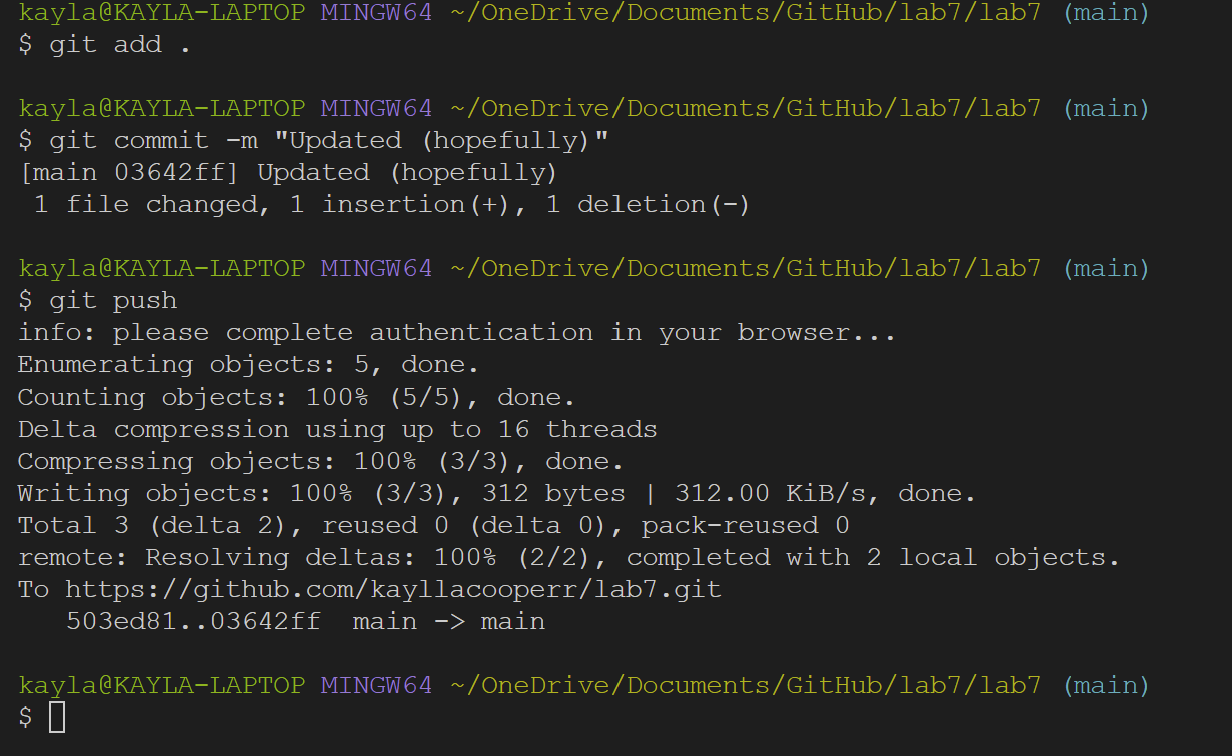 kayla@KAYLA-LAPTOP MINGW64 ~/OneDrive/Documents/GitHub/lab7/lab7 (main)
$ git add .
kayla@KAYLA-LAPTOP MINGW64 ~/OneDrive/Documents/GitHub/lab7/lab7 (main)
$ git commit -m "Updated (hopefully)"
[main 03642ff] Updated (hopefully)
 1 file changed, 1 insertion(+), 1 deletion(-)
kayla@KAYLA-LAPTOP MINGW64 ~/OneDrive/Documents/GitHub/lab7/lab7 (main)
$ git push
info: please complete authentication in your browser...
Enumerating objects: 5, done.
Counting objects: 100% (5/5), done.
Delta compression using up to 16 threads
Compressing objects: 100% (3/3), done.
Writing objects: 100% (3/3), 312 bytes | 312.00 KiB/s, done.
Total 3 (delta 2), reused 0 (delta 0), pack-reused 0
remote: Resolving deltas: 100% (2/2), completed with 2 local objects.
To https://github.com/kayllacooperr/lab7.git
   503ed81..03642ff  main -> main
kayla@KAYLA-LAPTOP MINGW64 ~/OneDrive/Documents/GitHub/lab7/lab7 (main)
$